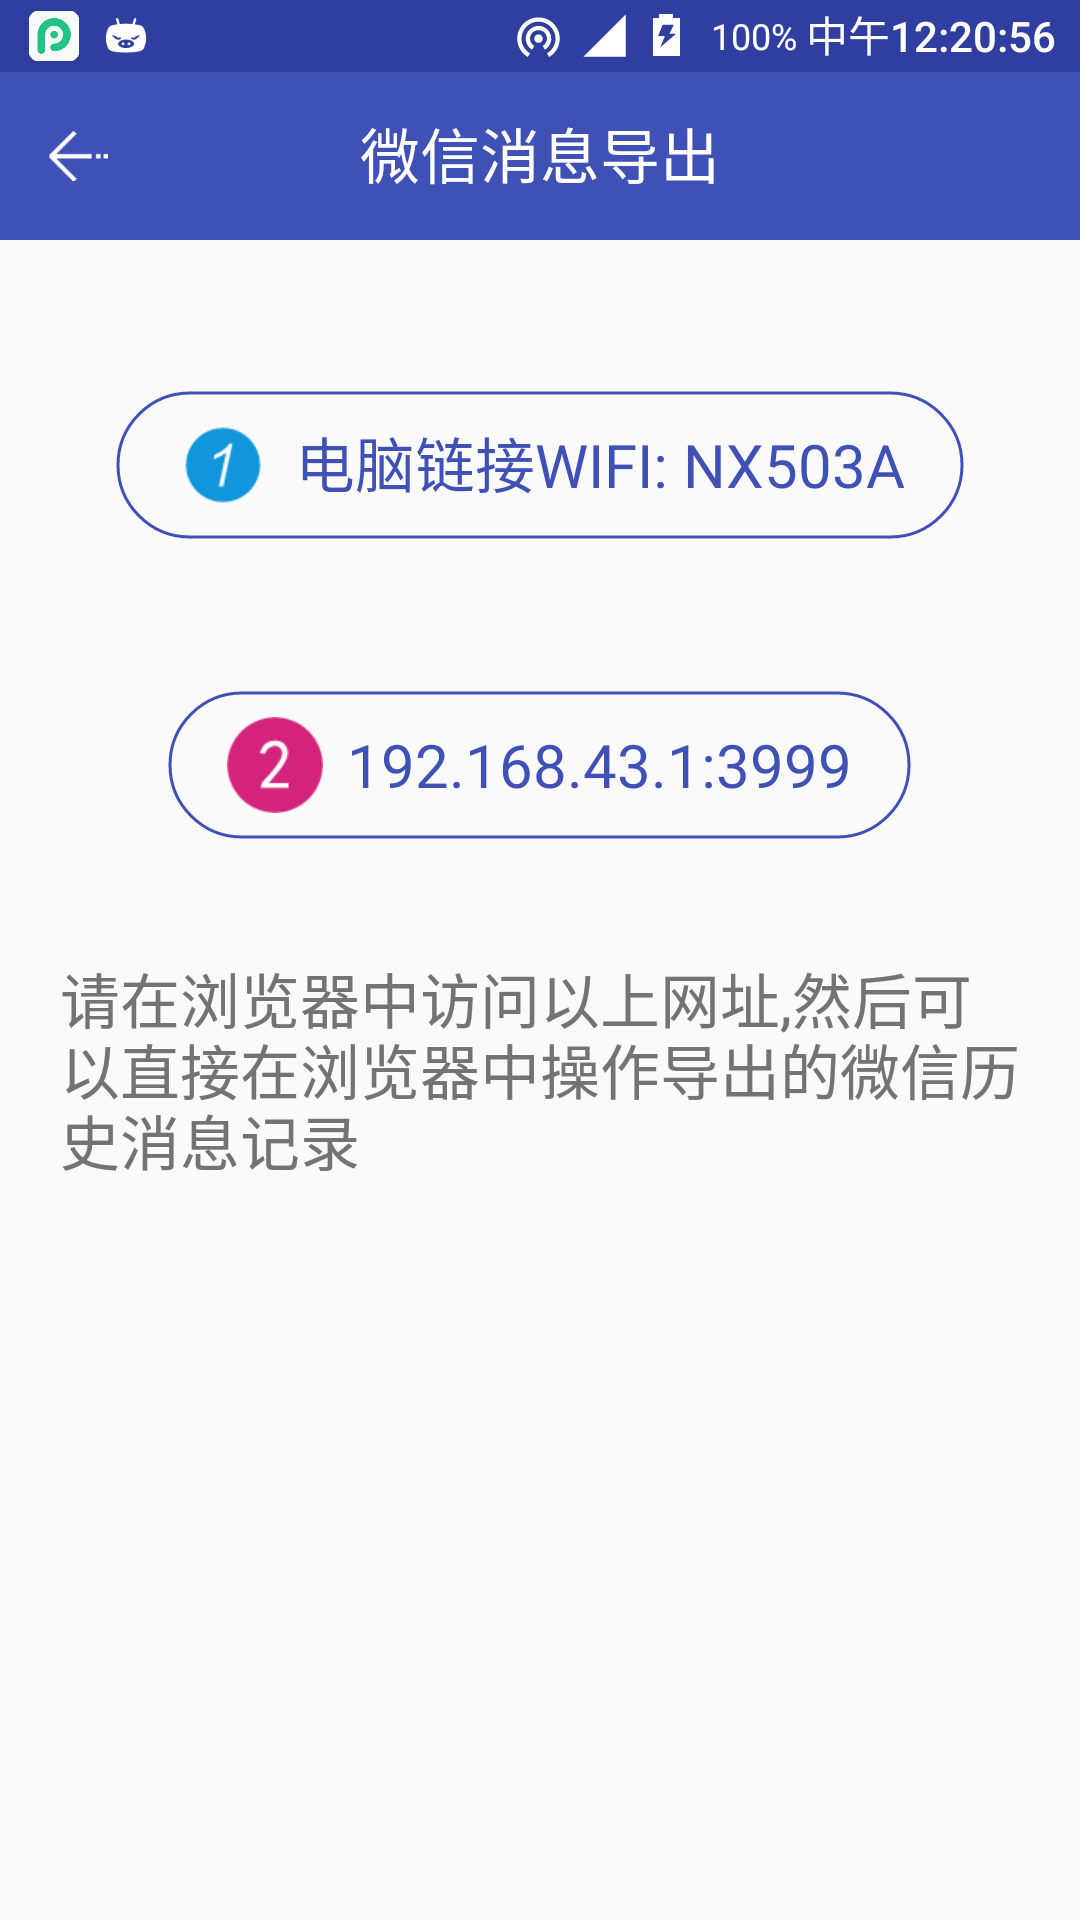 100% 中午12:20:56
微信消息导出
1 电脑链接WIFI: NX503A
2 192.168.43.1:3999
请在浏览器中访问以上网址,然后可
以直接在浏览器中操作导出的微信历
史消息记录